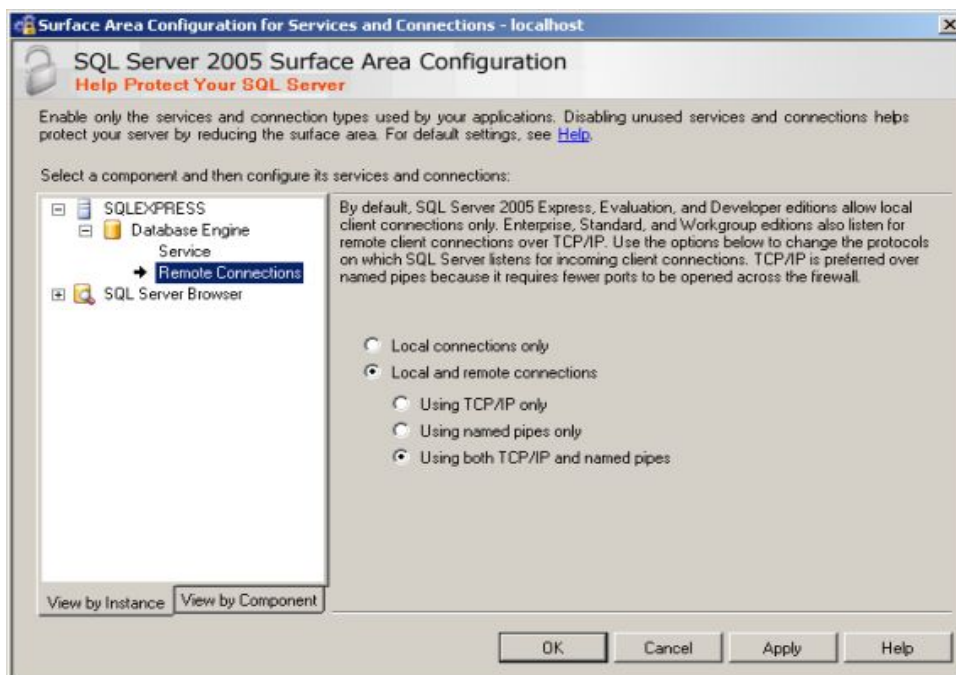 Surface Area Configuration for Services and Connections - localhost
SQL Server 2005 Surface Area Configuration
Help Protect Your SQL Server
Enable only the services and connection types used by your applications. Disabling unused services and connections helps
protect your server by reducing the surface area. For default settings, see Help.
Select a component and then configure its services and connections:
SQLEXPRESS
Database Engine
Service
Remote Connections
SQL Server Browser
View by Instance
View by Component
By default, SQL Server 2005 Express, Evaluation, and Developer editions allow local
client connections only. Enterprise, Standard, and Workgroup editions also listen for
remote client connections over TCP/IP. Use the options below to change the protocols
on which SQL Server listens for incoming client connections. TCP/IP is preferred over
named pipes because it requires fewer ports to be opened across the firewall.
Local connections only
Local and remote connections
Using TCP/IP only
Using named pipes only
Using both TCP/IP and named pipes
OK
Cancel
Apply
Help